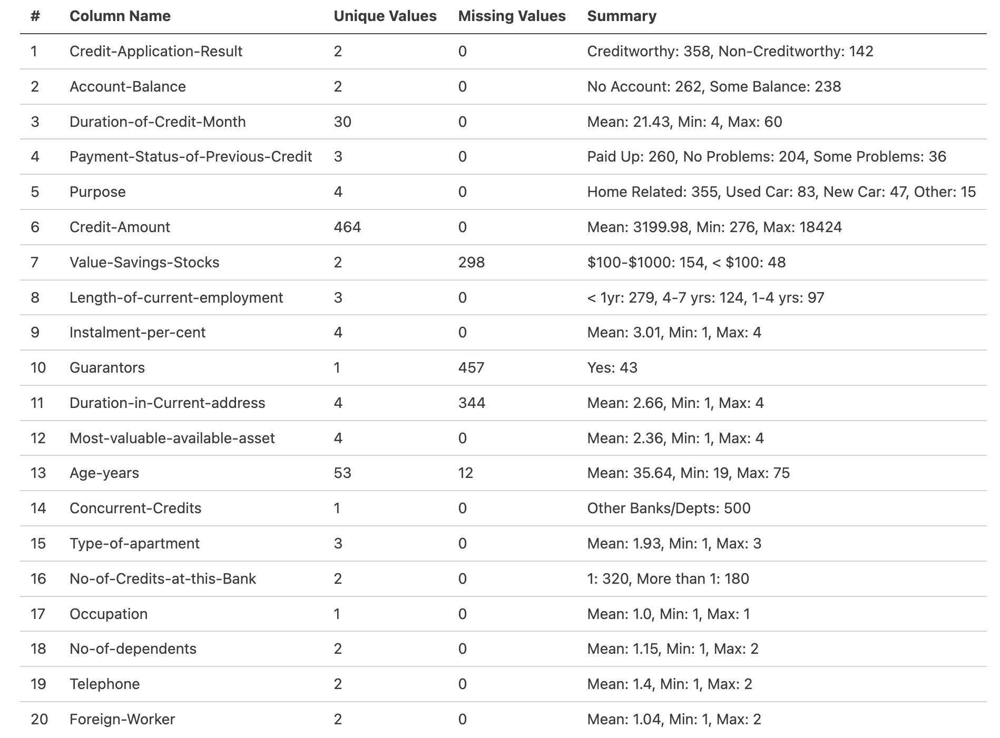 # Column Name Unique Values Missing Values Summary
1 Credit-Application-Result 2 0 Creditworthy: 358, Non-Creditworthy: 142
2 Account-Balance 2 0 No Account: 262, Some Balance: 238
3 Duration-of-Credit-Month 30 0 Mean: 21.43, Min: 4, Max: 60
4 Payment-Status-of-Previous-Credit 3 0 Paid Up: 260, No Problems: 204, Some Problems: 36
5 Purpose 4 0 Home Related: 355, Used Car: 83, New Car: 47, Other: 15
6 Credit-Amount 464 0 Mean: 3199.98, Min: 276, Max: 18424
7 Value-Savings-Stocks 2 298 $100-$1000: 154, < $100: 48
8 Length-of-current-employment 3 0 < 1yr: 279, 4-7 yrs: 124, 1-4 yrs: 97
9 Instalment-per-cent 4 0 Mean: 3.01, Min: 1, Max: 4
10 Guarantors 1 457 Yes: 43
11 Duration-in-Current-address 4 344 Mean: 2.66, Min: 1, Max: 4
12 Most-valuable-available-asset 4 0 Mean: 2.36, Min: 1, Max: 4
13 Age-years 53 12 Mean: 35.64, Min: 19, Max: 75
14 Concurrent-Credits 1 0 Other Banks/Depts: 500
15 Type-of-apartment 3 0 Mean: 1.93, Min: 1, Max: 3
16 No-of-Credits-at-this-Bank 2 0 1: 320, More than 1: 180
17 Occupation 1 0 Mean: 1.0, Min: 1, Max: 1
18 No-of-dependents 2 0 Mean: 1.15, Min: 1, Max: 2
19 Telephone 2 0 Mean: 1.4, Min: 1, Max: 2
20 Foreign-Worker 2 0 Mean: 1.04, Min: 1, Max: 2